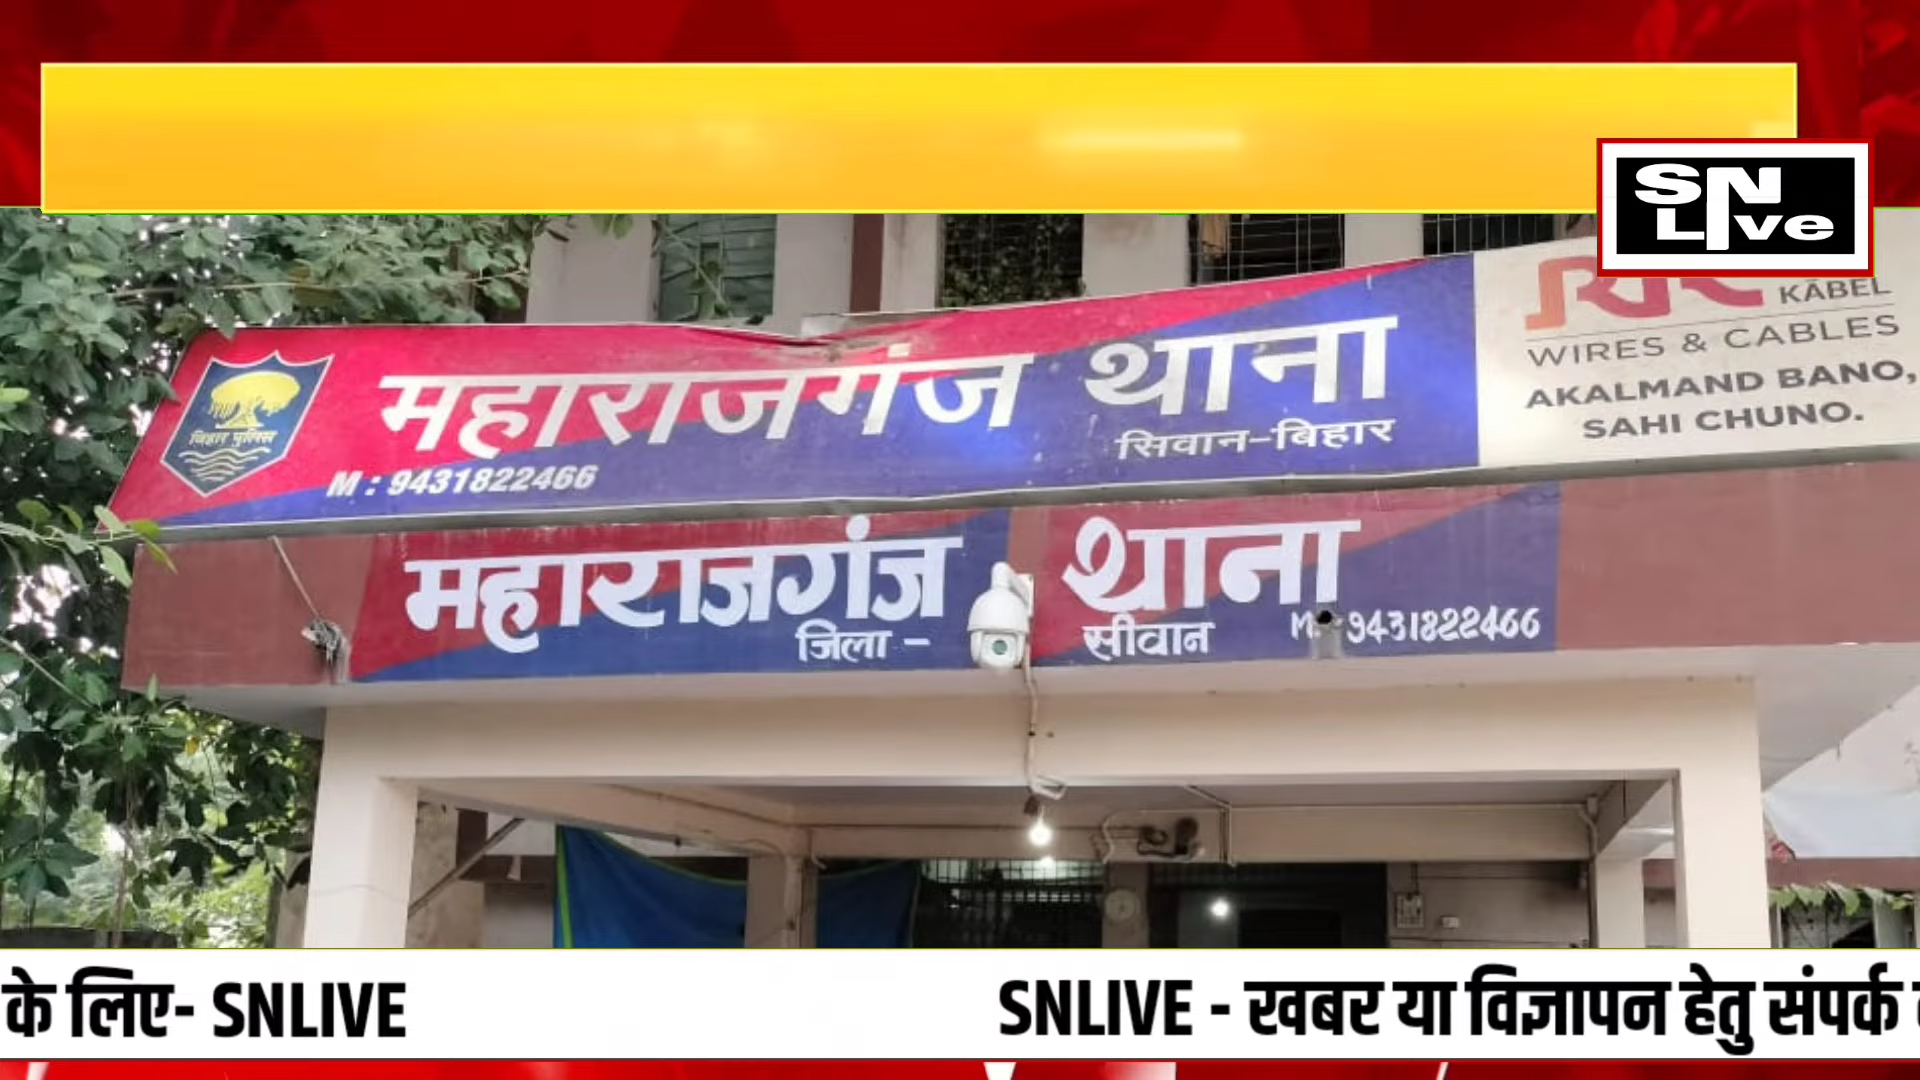 SN
LIve
KABEL
WIRES & CABLES
AKALMAND BANO,
SAHI CHUNO.
महाराजगंज थाना
सिवान-बिहार
बिहार पुलिस
M : 9431822466
महाराजगंज थाना
जिला - सीवान
M. 9431822466
के लिए- SNLIVE
SNLIVE - खबर या विज्ञापन हेतु संपर्क